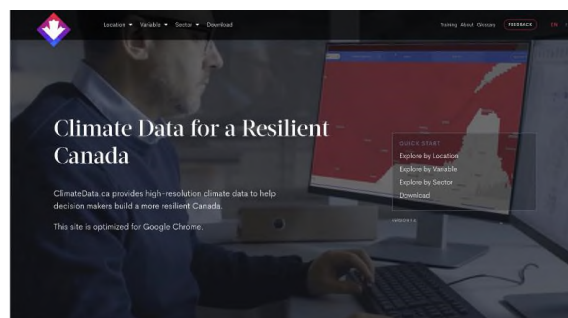 Location Variable Sector Download
Training About Glossary FEEDBACK EN
Climate Data for a Resilient
Canada
ClimateData.ca provides high-resolution climate data to help
decision makers build a more resilient Canada.
This site is optimized for Google Chrome.
QUICK START
Explore by Location
Explore by Variable
Explore by Sector
Download